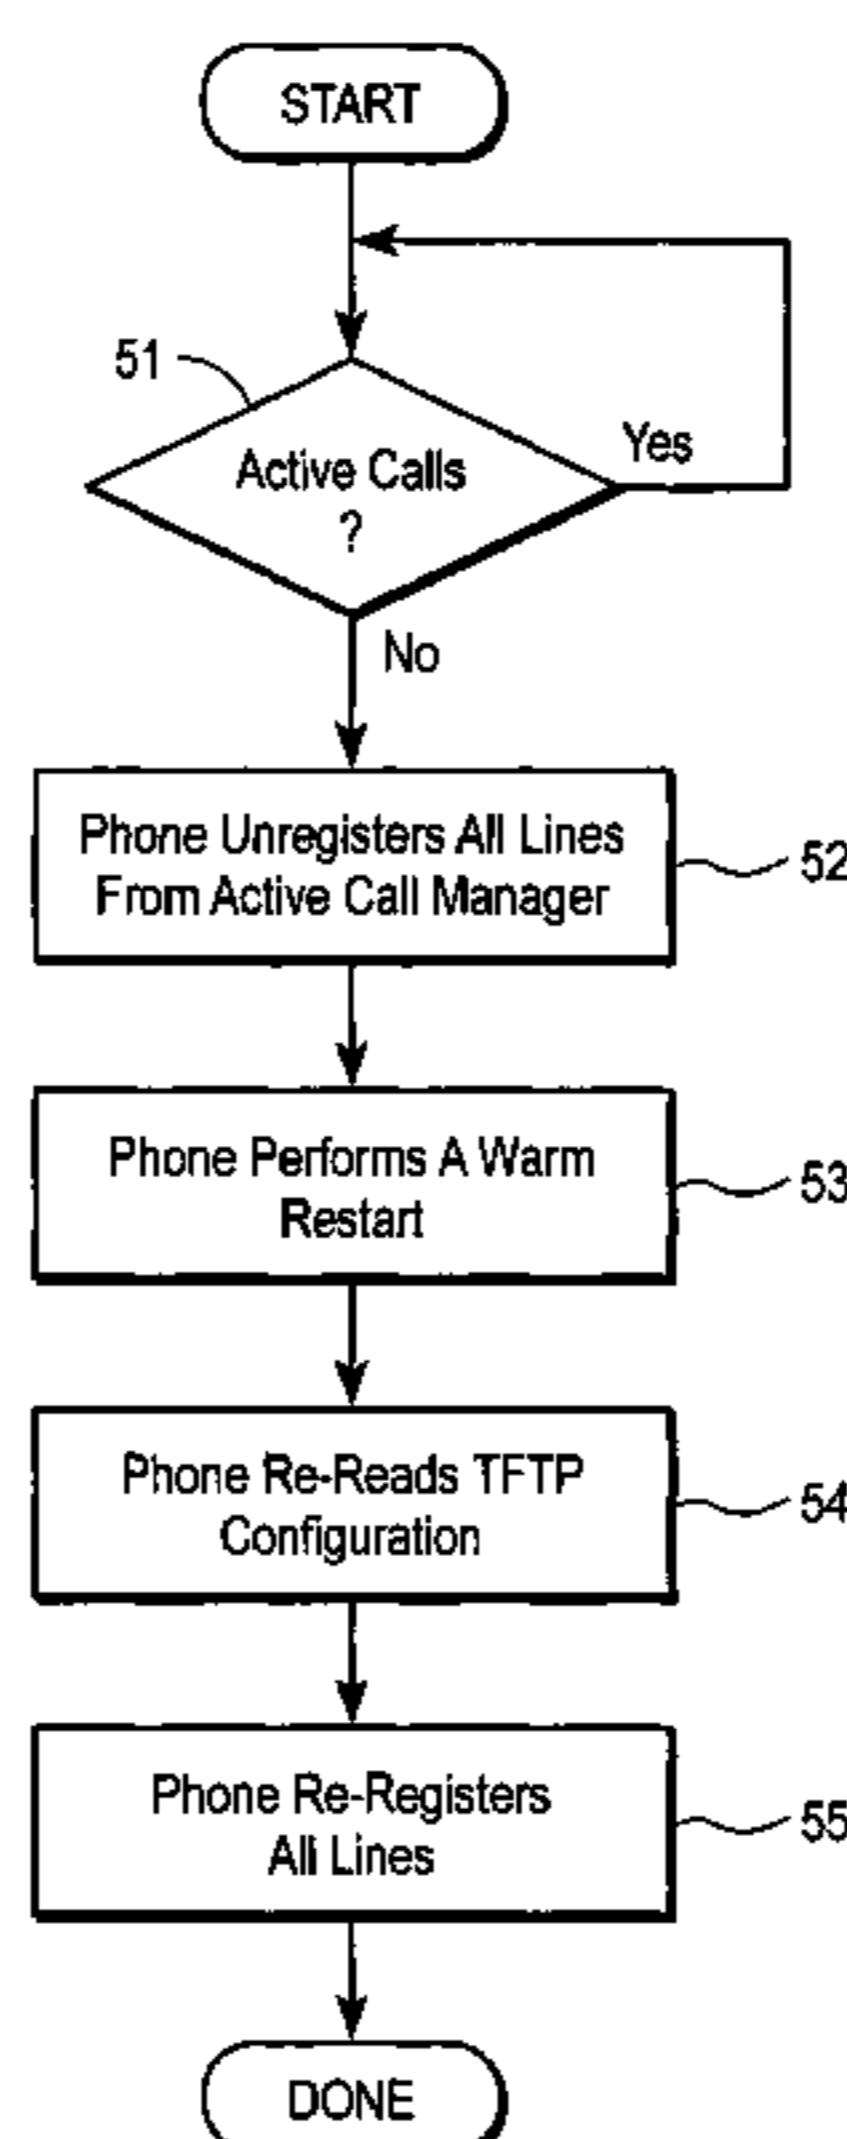 START
51
Active Calls
?
Yes
No
Phone Unregisters All Lines
From Active Call Manager
52
Phone Performs A Warm
Restart
53
Phone Re-Reads TFTP
Configuration
54
Phone Re-Registers
All Lines
55
DONE